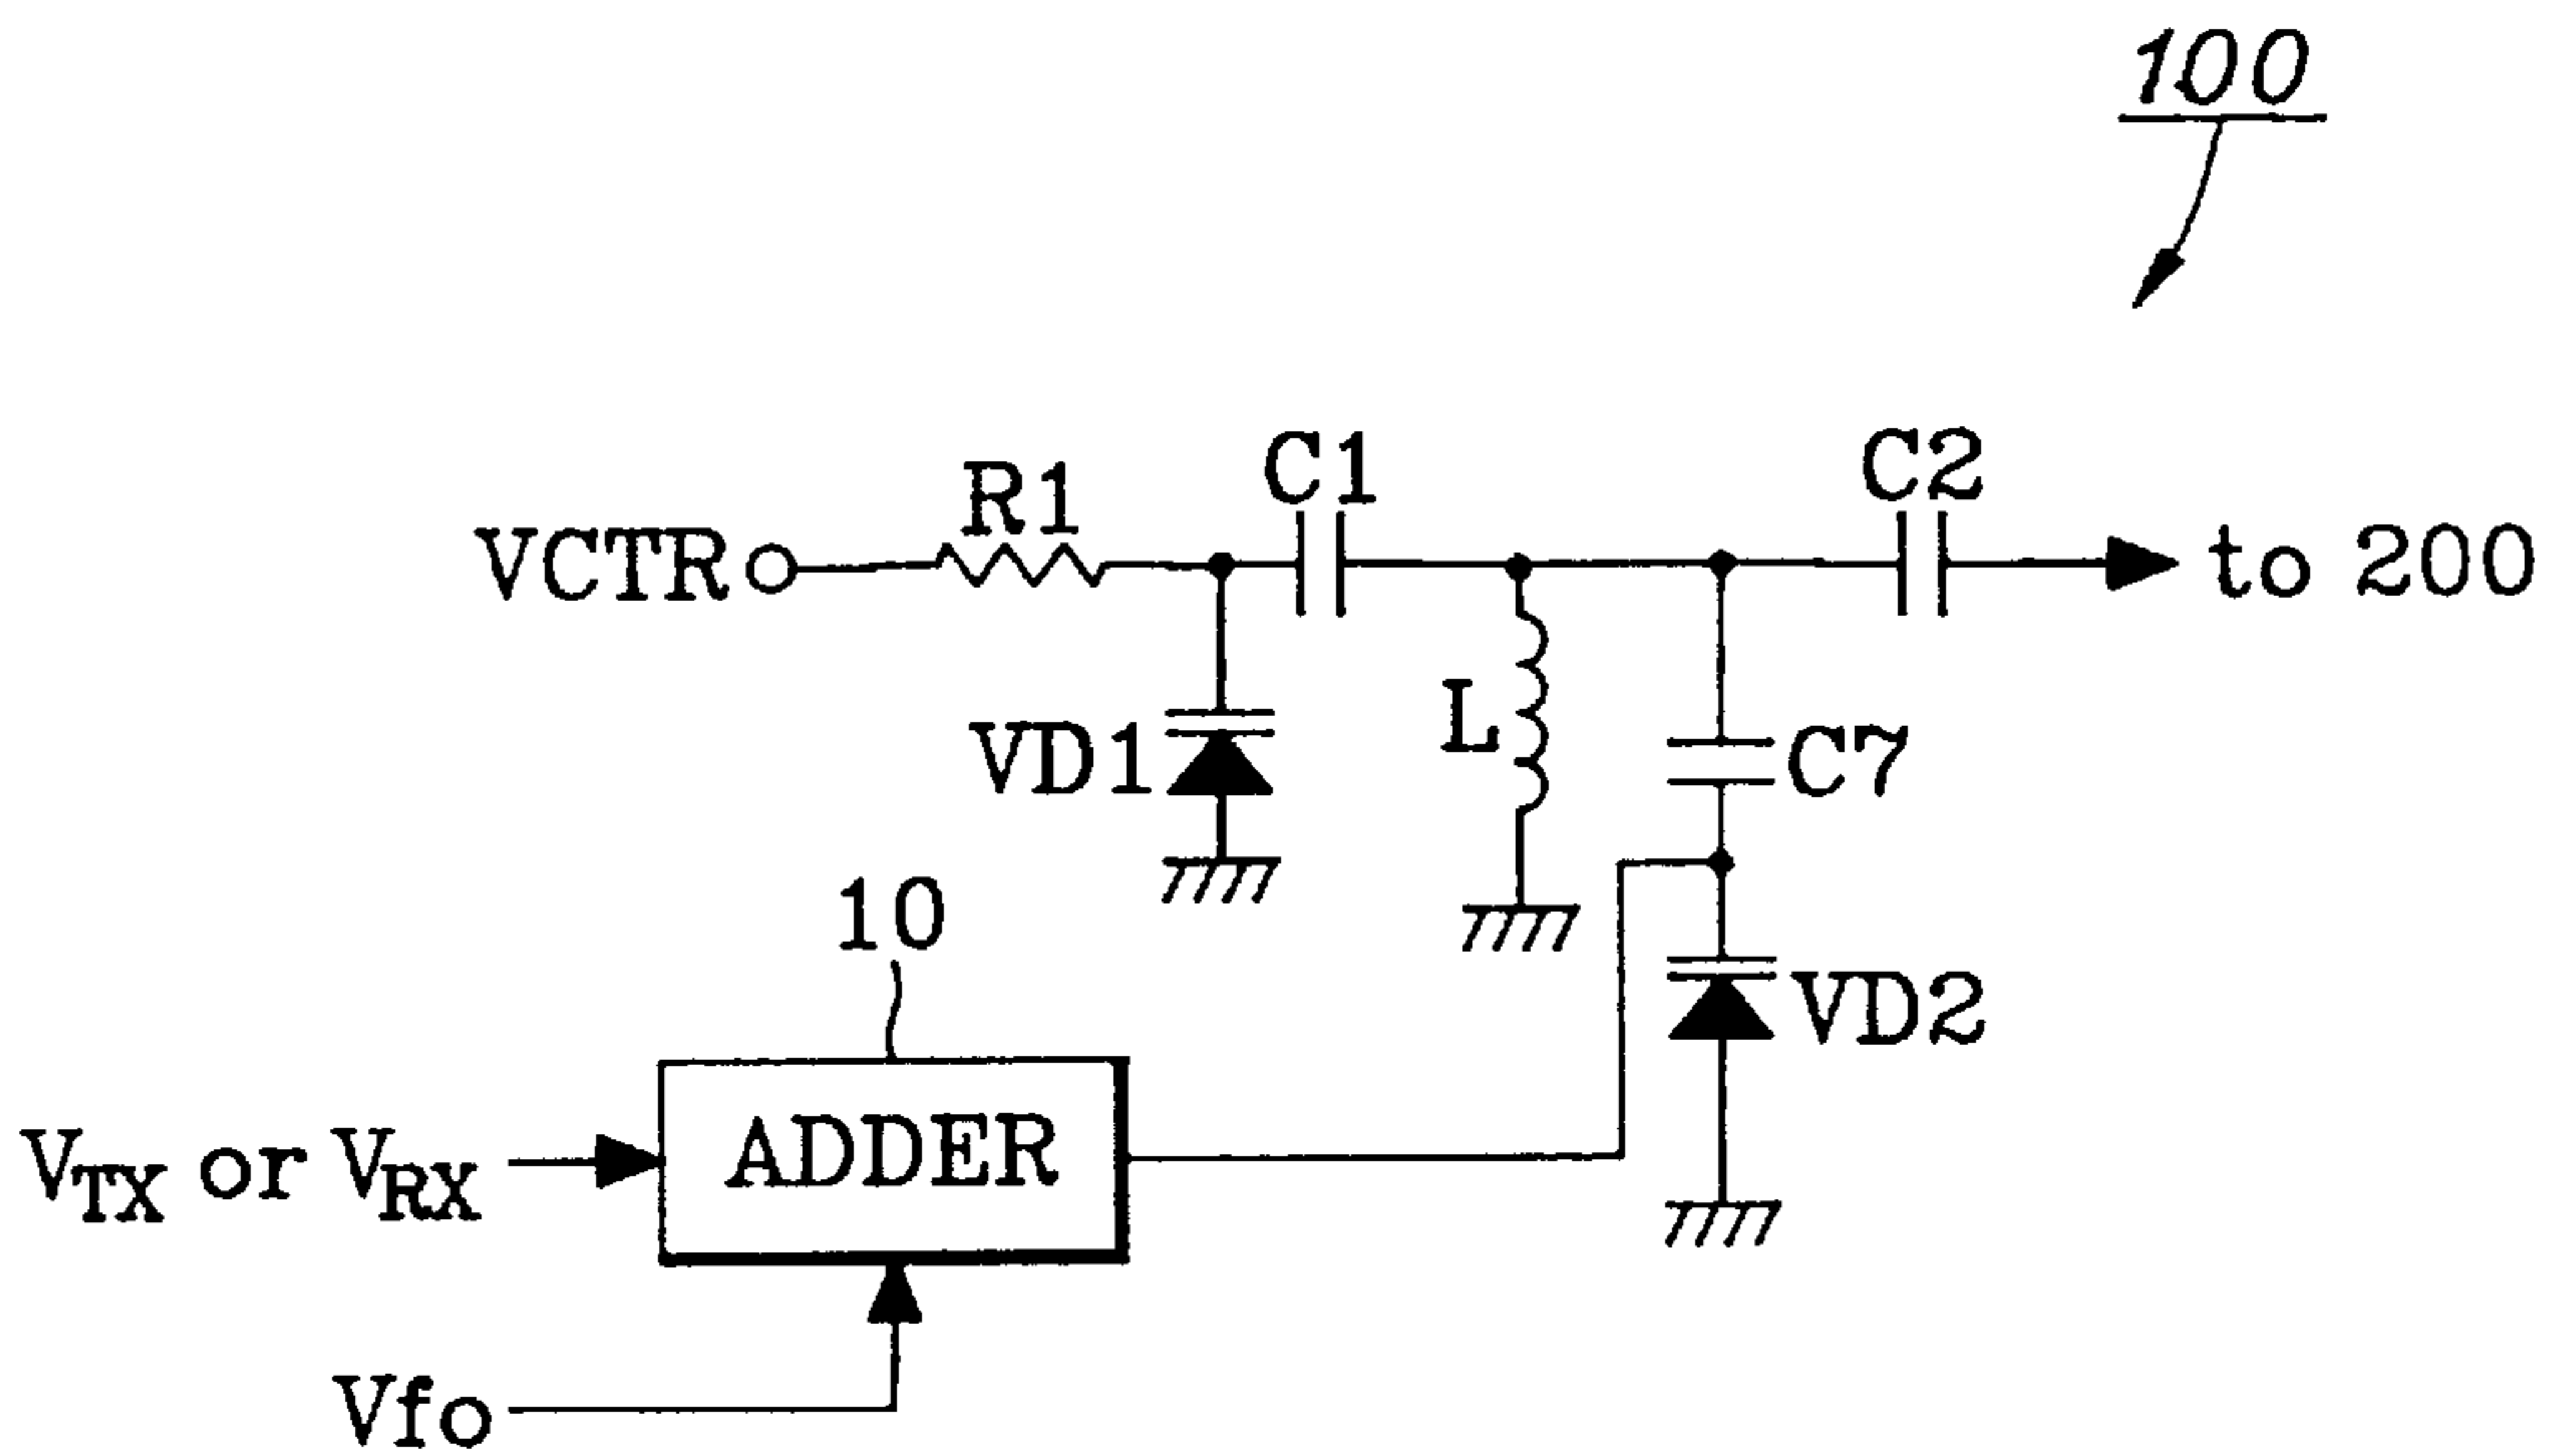 100
C1
C2
R1
VCTR
to 200
L
VD1
C7
10
VD2
ADDER
VTX or VRX
Vfo